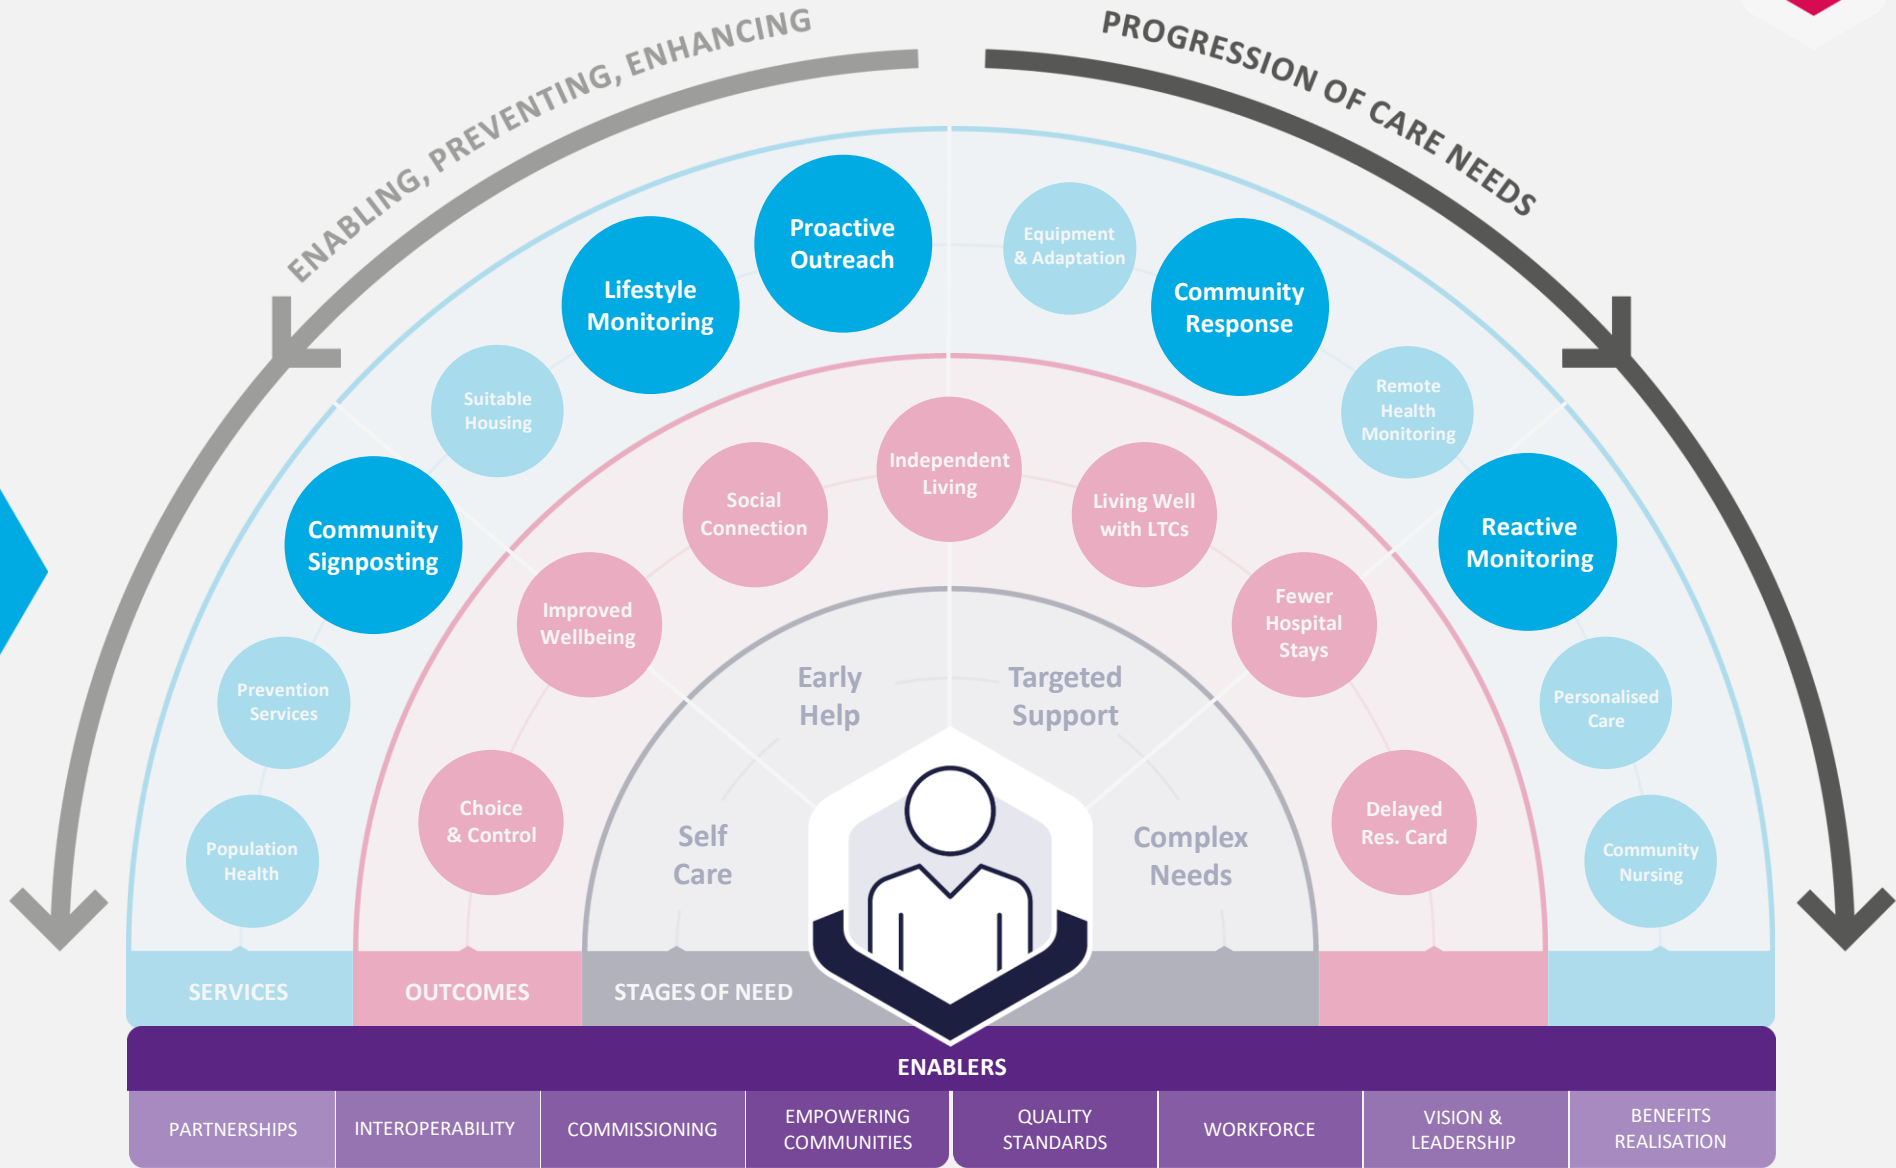 ENABLING, PREVENTING, ENHANCING
PROGRESSION OF CARE NEEDS
Proactive
Outreach
Equipment
& Adaptation
Lifestyle
Monitoring
Community
Response
Suitable
Housing
Remote
Health
Monitoring
Community
Signposting
Reactive
Monitoring
Prevention
Services
Personalised
Care
Population
Health
Community
Nursing
Independent
Living
Social
Connection
Living Well
with LTCs
Improved
Wellbeing
Fewer
Hospital
Stays
Choice
& Control
Delayed
Res. Card
Early
Help
Targeted
Support
Self
Care
Complex
Needs
SERVICES
OUTCOMES
STAGES OF NEED
ENABLERS
PARTNERSHIPS
INTEROPERABILITY
COMMISSIONING
EMPOWERING
COMMUNITIES
QUALITY
STANDARDS
WORKFORCE
VISION &
LEADERSHIP
BENEFITS
REALISATION